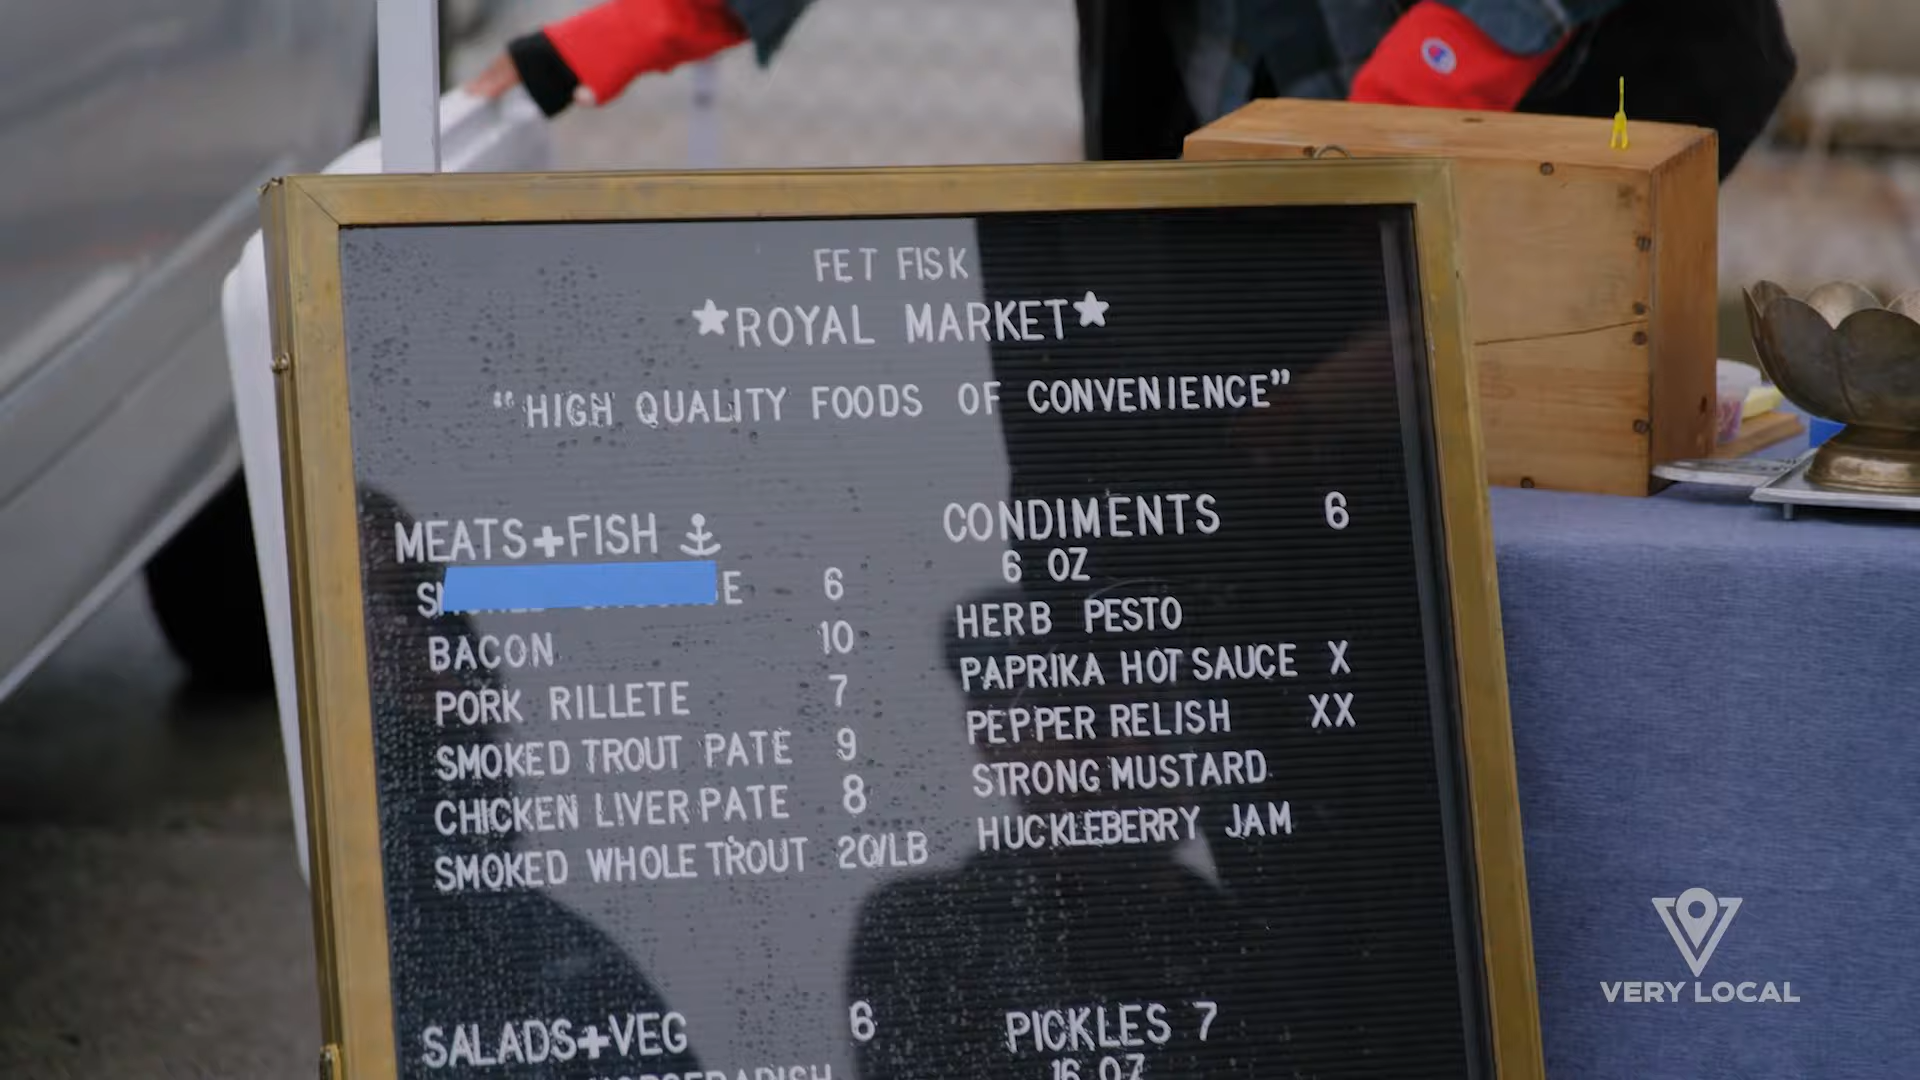 FET FISK
★ROYAL MARKET★
"HIGH QUALITY FOODS OF CONVENIENCE"
MEATS+FISH
6
BACON 10
PORK RILLETE 7
SMOKED TROUT PATE 9
CHICKEN LIVER PATE 8
SMOKED WHOLE TROUT 20/LB
SALADS+VEG 6
CONDIMENTS 6
6 OZ
HERB PESTO
PAPRIKA HOT SAUCE X
PEPPER RELISH XX
STRONG MUSTARD
HUCKLEBERRY JAM
PICKLES 7
16 OZ
VERY LOCAL